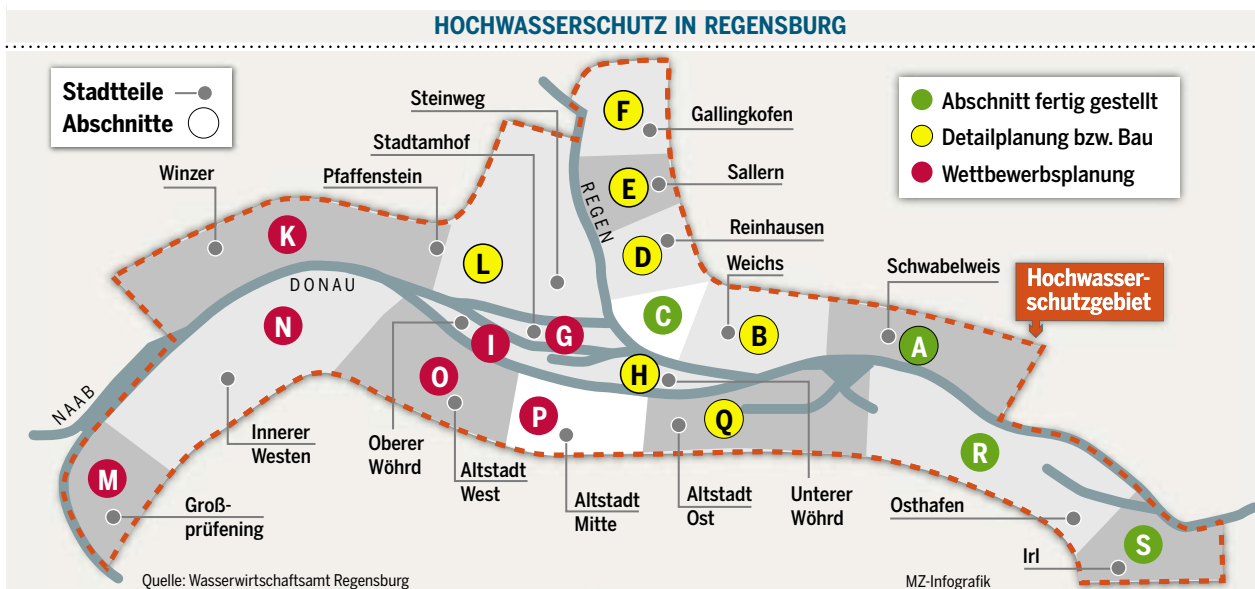 HOCHWASSERSCHUTZ IN REGENSBURG
Stadtteile
Abschnitte
Abschnitt fertig gestellt
Detailplanung bzw. Bau
Wettbewerbsplanung
Steinweg
Stadtamhof
Winzer
Pfaffenstein
Gallingkofen
Sallern
Reinhausen
Weichs
Schwabelweis
Hochwasser-
schutzgebiet
F
E
D
C
B
A
K
L
N
I
G
H
O
P
Q
M
R
S
REGEN
DONAU
NAAB
Innerer
Westen
Groß-
prüfening
Oberer
Wöhrd
Altstadt
West
Altstadt
Mitte
Altstadt
Ost
Unterer
Wöhrd
Osthafen
Irl
Quelle: Wasserwirtschaftsamt Regensburg
MZ-Infografik